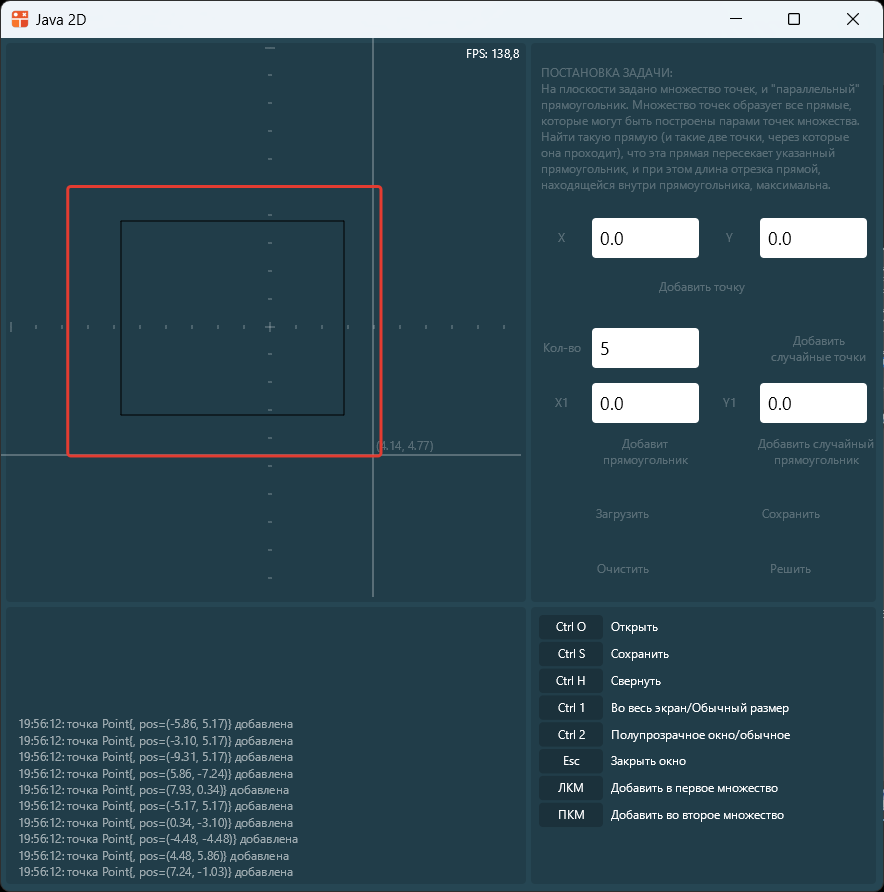 Java 2D
FPS: 138,8
(4.14, 4.77)
ПОСТАНОВКА ЗАДАЧИ:
На плоскости задано множество точек, и "параллельный"
прямоугольник. Множество точек образует все прямые,
которые могут быть построены парами точек множества.
Найти такую прямую (и такие две точки, через которые
она проходит), что эта прямая пересекает указанный
прямоугольник, и при этом длина отрезка прямой,
находящейся внутри прямоугольника, максимальна.
X 0.0 Y 0.0
Добавить точку
Кол-во 5 Добавить
случайные точки
X1 0.0 Y1 0.0
Добавит
прямоугольник
Добавить случайный
прямоугольник
Загрузить Сохранить
Очистить Решить
19:56:12: точка Point{, pos=(-5.86, 5.17)} добавлена
19:56:12: точка Point{, pos=(-3.10, 5.17)} добавлена
19:56:12: точка Point{, pos=(-9.31, 5.17)} добавлена
19:56:12: точка Point{, pos=(5.86, -7.24)} добавлена
19:56:12: точка Point{, pos=(7.93, 0.34)} добавлена
19:56:12: точка Point{, pos=(-5.17, 5.17)} добавлена
19:56:12: точка Point{, pos=(0.34, -3.10)} добавлена
19:56:12: точка Point{, pos=(-4.48, -4.48)} добавлена
19:56:12: точка Point{, pos=(4.48, 5.86)} добавлена
19:56:12: точка Point{, pos=(7.24, -1.03)} добавлена
Ctrl O Открыть
Ctrl S Сохранить
Ctrl H Свернуть
Ctrl 1 Во весь экран/Обычный размер
Ctrl 2 Полупрозрачное окно/обычное
Esc Закрыть окно
ЛКМ Добавить в первое множество
ПКМ Добавить во второе множество